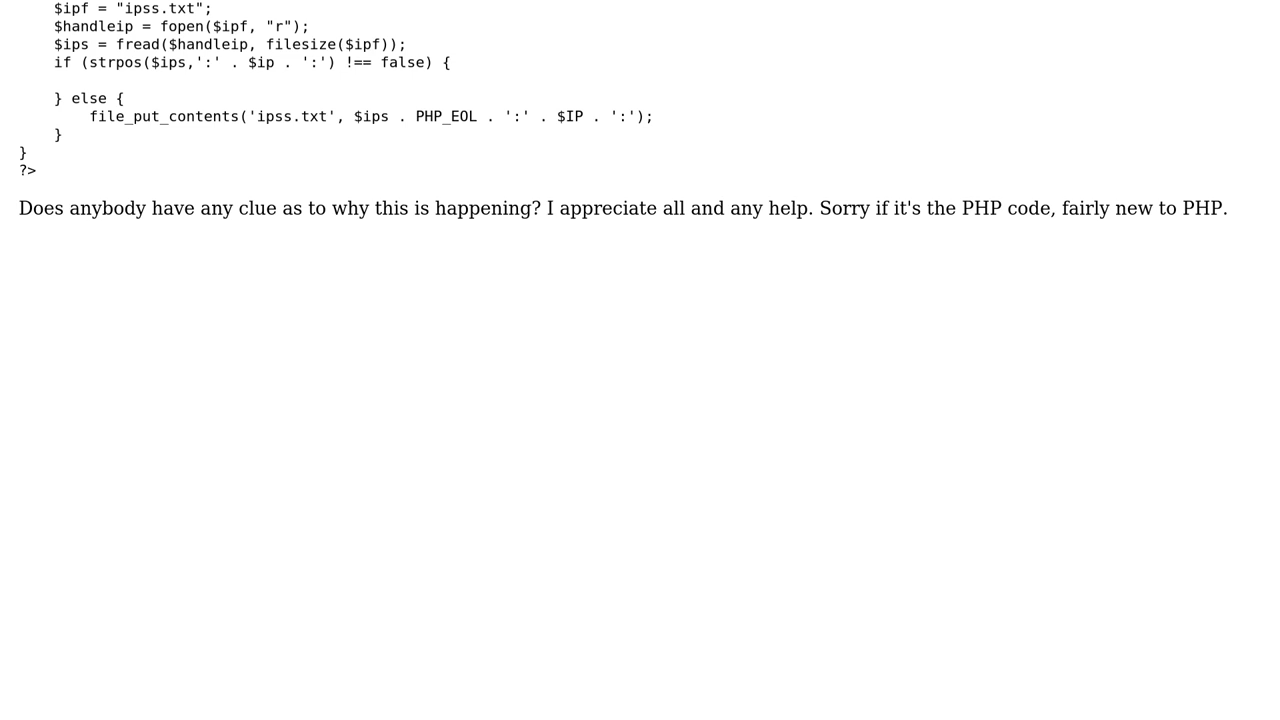 $ipf = "ipss.txt";
$handleip = fopen($ipf, "r");
$ips = fread($handleip, filesize($ipf));
if (strpos($ips,':' . $ip . ':') !== false) {
} else {
file_put_contents('ipss.txt', $ips . PHP_EOL . ':' . $IP . ':');
}
}
?>
Does anybody have any clue as to why this is happening? I appreciate all and any help. Sorry if it's the PHP code, fairly new to PHP.